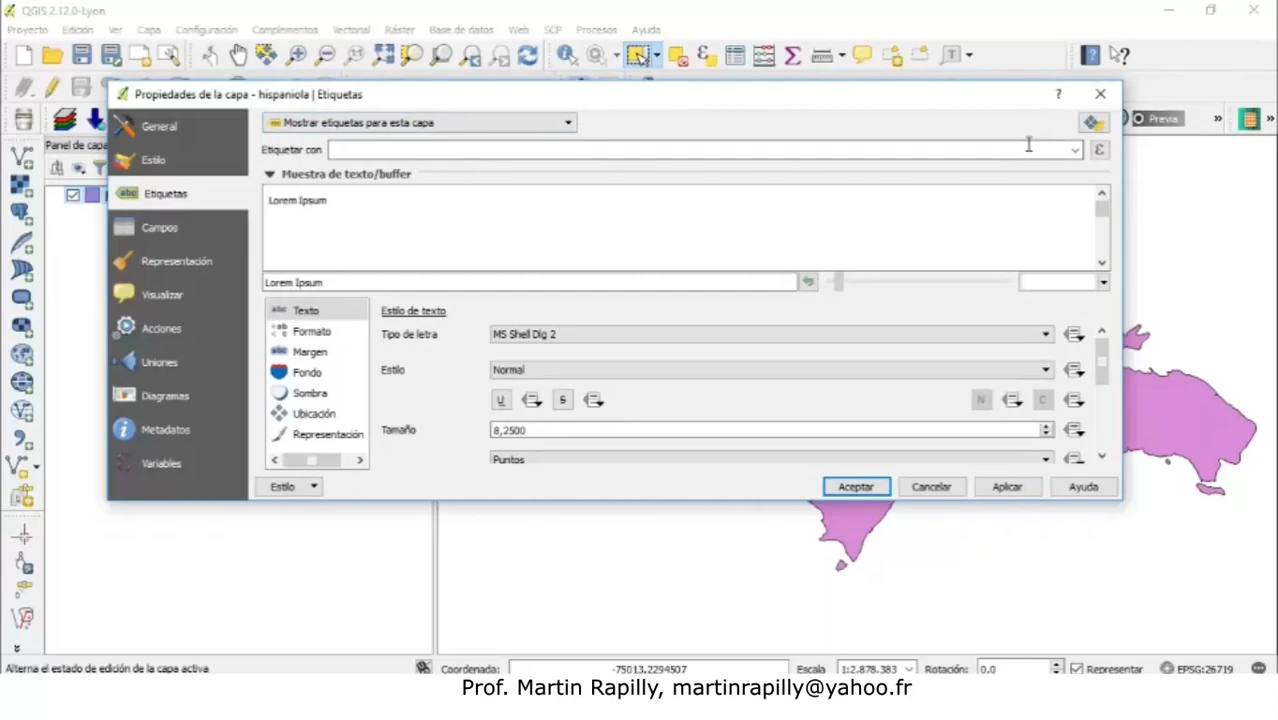 QGIS 2.12.0-Lyon
Proyecto Edición Ver Capa Configuración Complementos Vectorial Ráster Base de datos Web SCP Procesos Ayuda
Propiedades de la capa - hispaniola | Etiquetas
Panel de capa
Previa
General
Estilo
Etiquetas
Campos
Representación
Visualizar
Acciones
Uniones
Diagramas
Metadatos
Variables
Mostrar etiquetas para esta capa
Etiquetar con
Muestra de texto/buffer
Lorem Ipsum
Lorem Ipsum
Texto
Formato
Margen
Fondo
Sombra
Ubicación
Representación
Estilo de texto
Tipo de letra MS Shell Dlg 2
Estilo Normal
U S N C
Tamaño 8,2500
Puntos
Estilo Aceptar Cancelar Aplicar Ayuda
Alterna el estado de edición de la capa activa Coordenada: -75013.2294507 Escala 1:2.878.383 Rotación: 0.0 Representar EPSG:26719
Prof. Martin Rapilly, martinrapilly@yahoo.fr